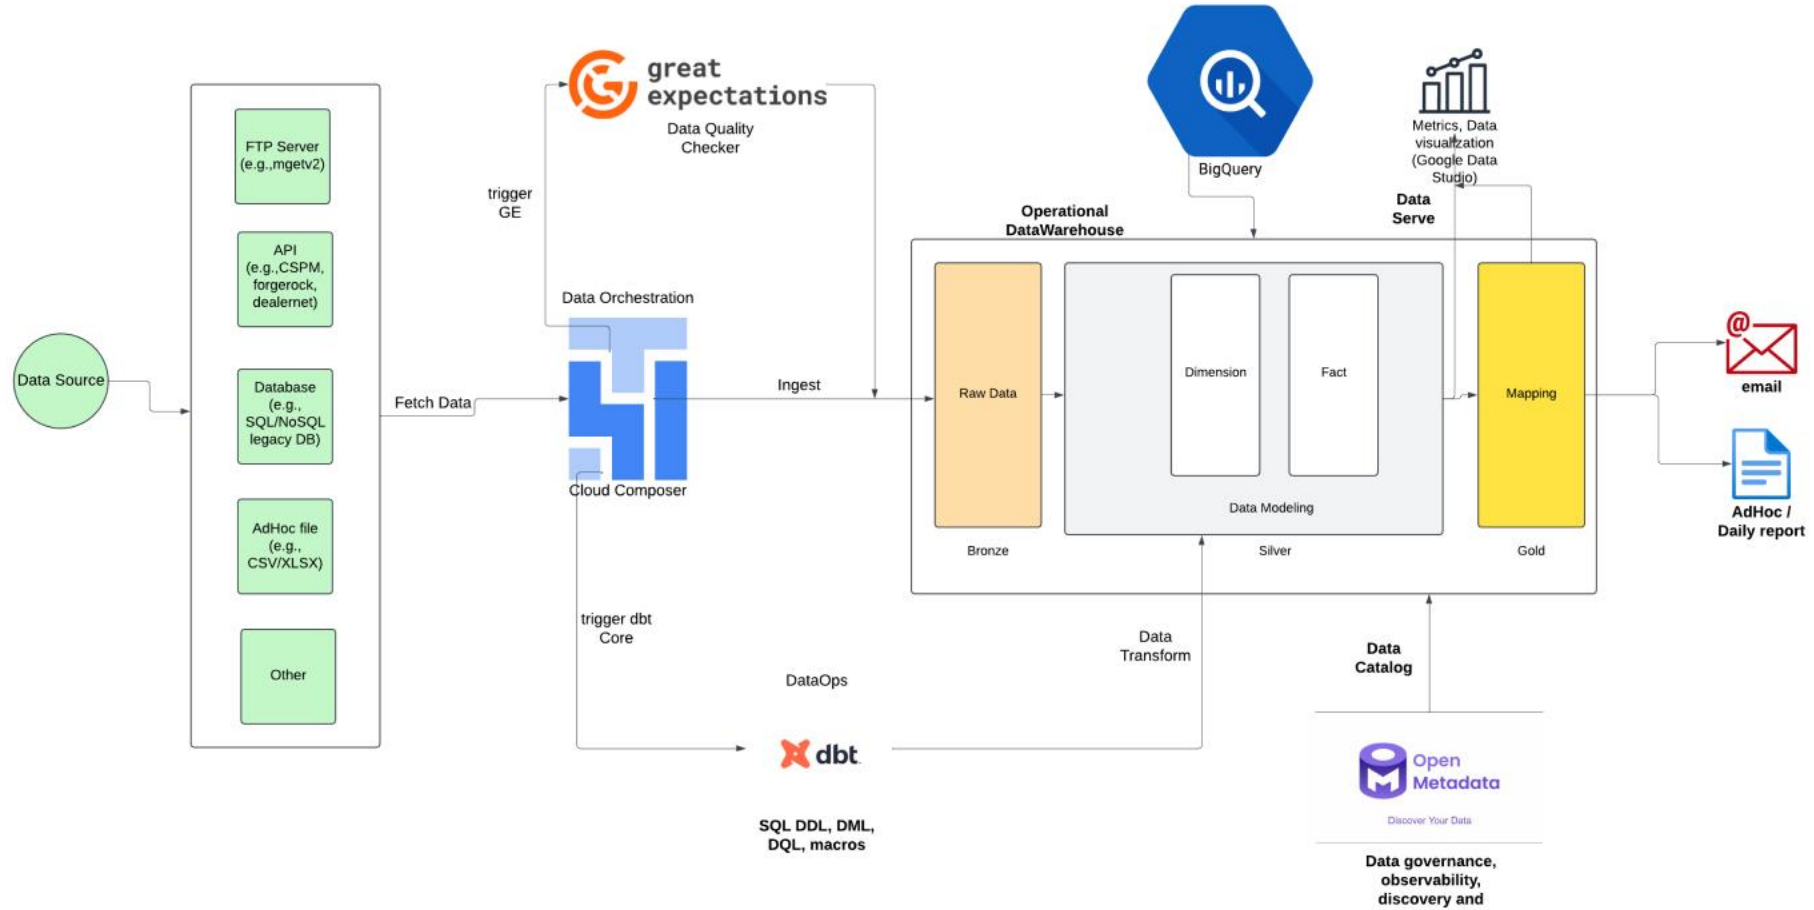 Data Source
FTP Server
(e.g.,mgetv2)
API
(e.g.,CSPM,
forgerock,
dealernet)
Database
(e.g.,
SQL/NoSQL
legacy DB)
AdHoc file
(e.g.,
CSV/XLSX)
Other
Fetch Data
great
expectations
Data Quality
Checker
trigger
GE
Data Orchestration
Cloud Composer
Ingest
trigger dbt
Core
DataOps
dbt
SQL DDL, DML,
DQL, macros
Data
Transform
BigQuery
Operational
DataWarehouse
Raw Data
Bronze
Dimension
Fact
Data Modeling
Silver
Mapping
Gold
Metrics, Data
visualization
(Google Data
Studio)
Data
Serve
@
email
AdHoc /
Daily report
Data
Catalog
Open
Metadata
Discover Your Data
Data governance,
observability,
discovery and